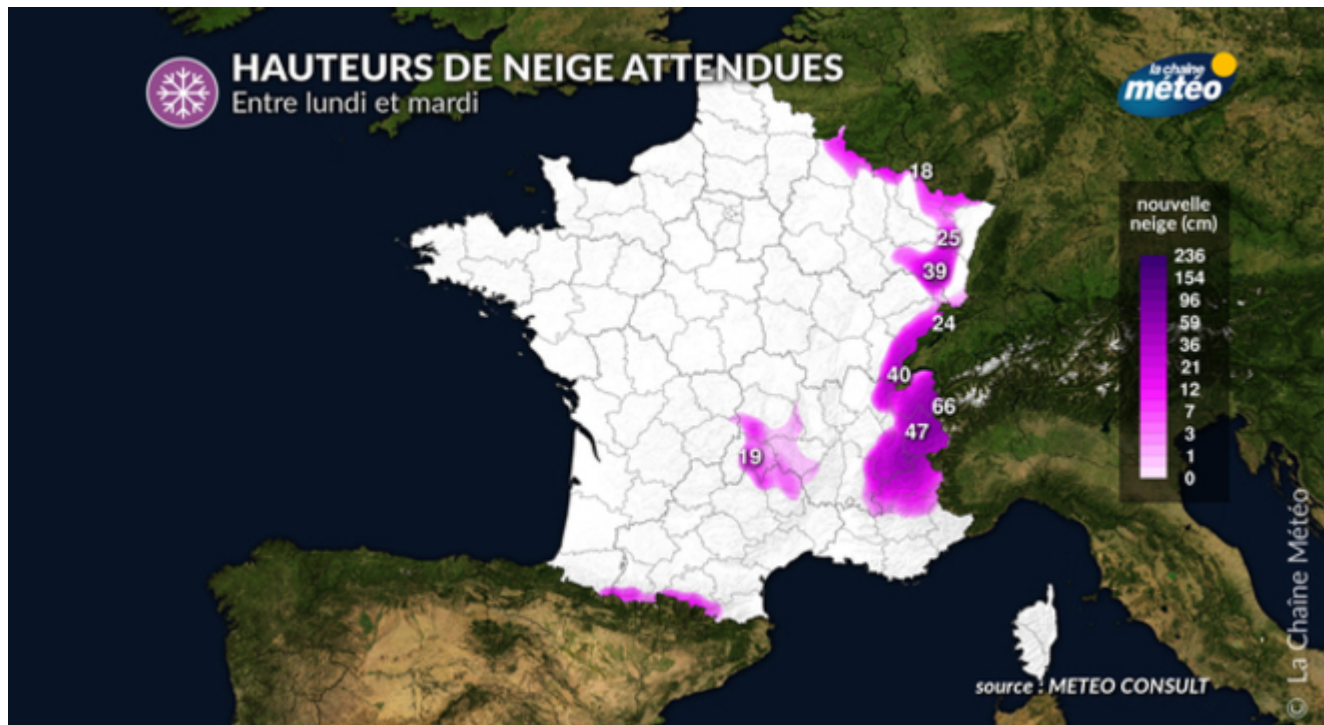 HAUTEURS DE NEIGE ATTENDUES
Entre lundi et mardi
la chaîne
météo
nouvelle
neige (cm)
236
154
96
59
36
21
12
7
3
1
0
18
25
39
24
40
66
47
19
source : METEO CONSULT
© La Chaîne Météo